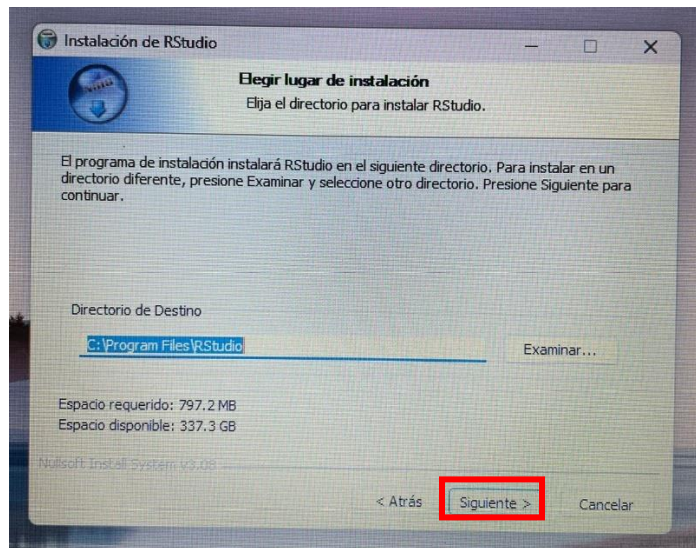 Instalación de RStudio
Elegir lugar de instalación
Elija el directorio para instalar RStudio.
El programa de instalación instalará RStudio en el siguiente directorio. Para instalar en un
directorio diferente, presione Examinar y seleccione otro directorio. Presione Siguiente para
continuar.
Directorio de Destino
C:\Program Files\RStudio
Examinar...
Espacio requerido: 797.2 MB
Espacio disponible: 337.3 GB
Nullsoft Install System v3.08
< Atrás
Siguiente >
Cancelar